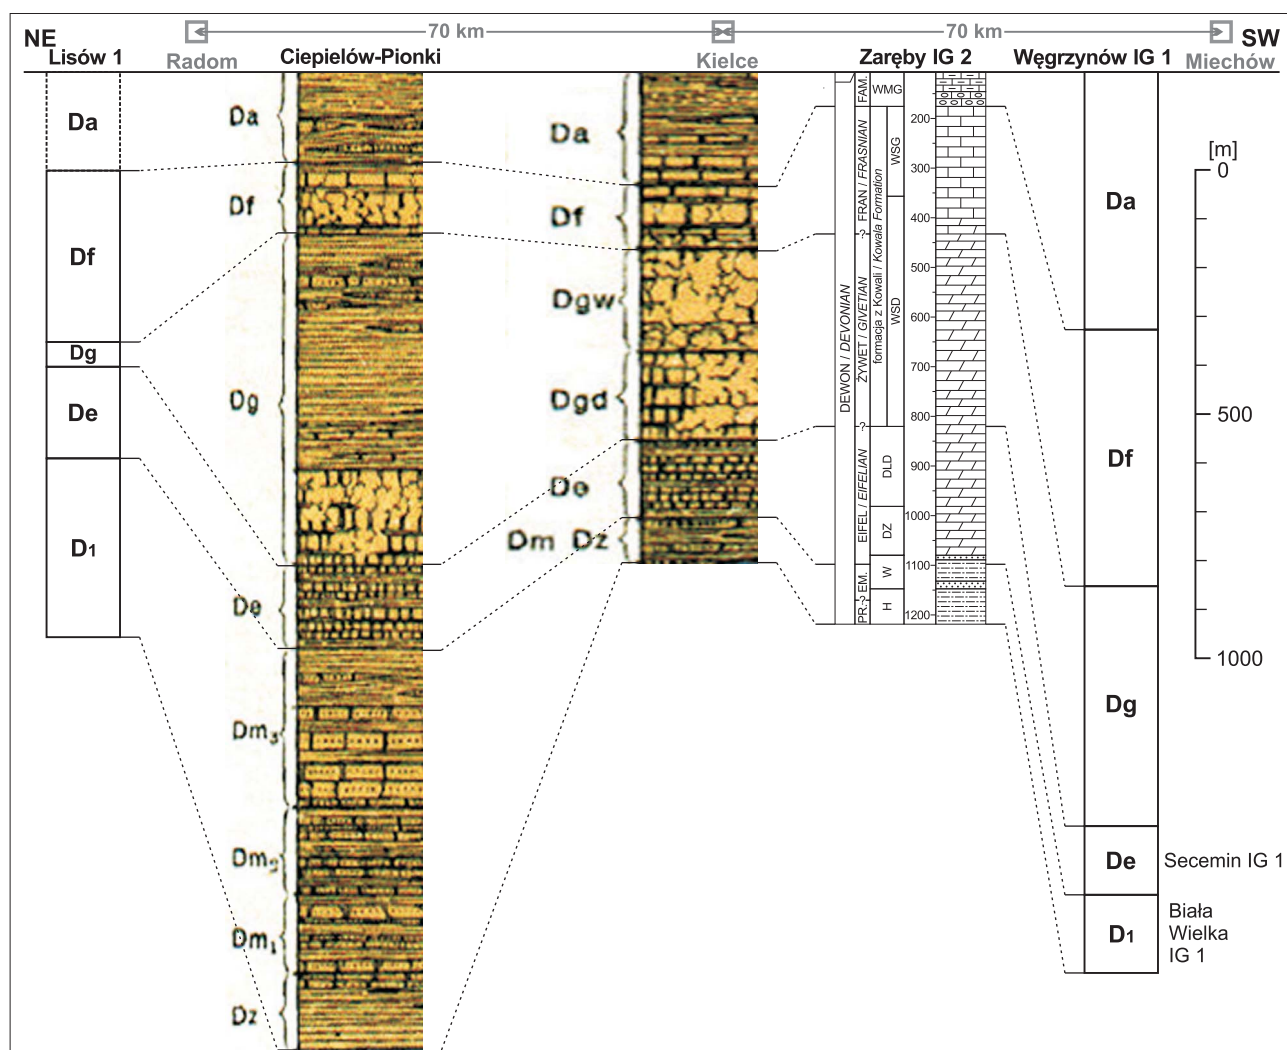 NE
70 km
70 km
SW
Lisów 1
Radom
Ciepielów-Pionki
Kielce
Zaręby IG 2
Węgrzynów IG 1
Miechów
Da
Df
Dg
De
D1
Da
Df
Dg
De
Dm3
Dm2
Dm1
Dz
Da
Df
Dgw
Dgd
De
Dm Dz
DEWON / DEVONIAN
FAM.
FRAN / FRASNIAN
?
ŻYWET / GIVETIAN
?
EIFEL / EIFELIAN
EM.
?
PR.
WMG
formacja z Kowali / Kowala Formation
WSG
WSD
DLD
DZ
W
H
200
300
400
500
600
700
800
900
1000
1100
1200
Da
Df
Dg
De
D1
Secemin IG 1
Biała
Wielka
IG 1
[m]
0
500
1000